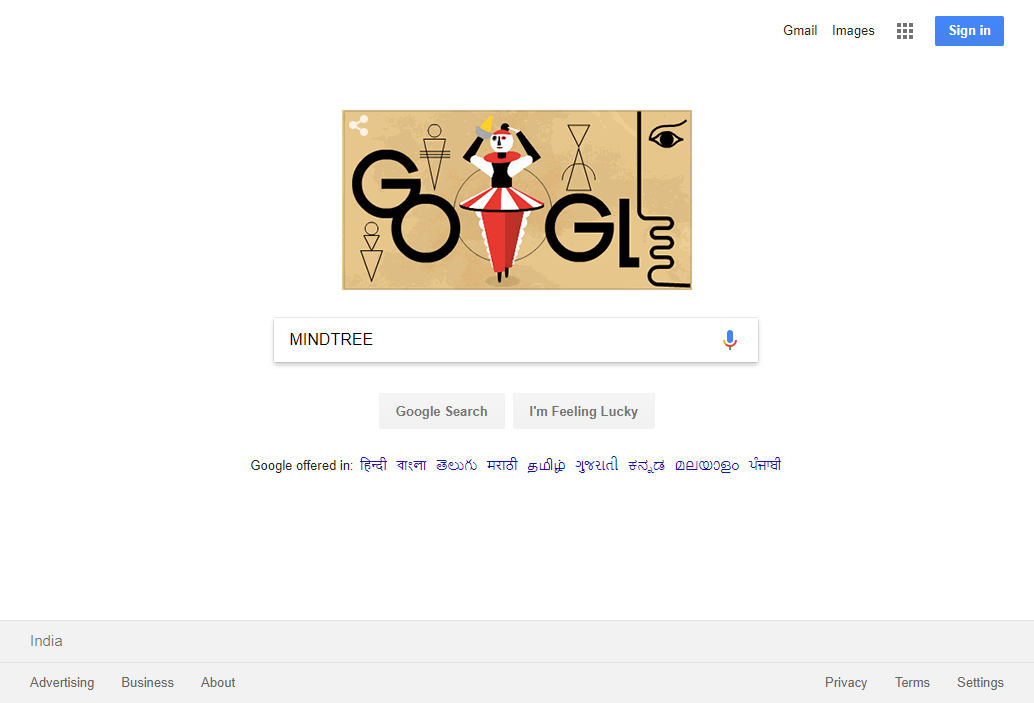 Gmail Images Sign in
GOOGL
MINDTREE
Google Search I'm Feeling Lucky
Google offered in: हिन्दी বাংলা తెలుగు मराठी தமிழ் ગુજરાતી ಕನ್ನಡ മലയാളം ਪੰਜਾਬੀ
India
Advertising Business About Privacy Terms Settings